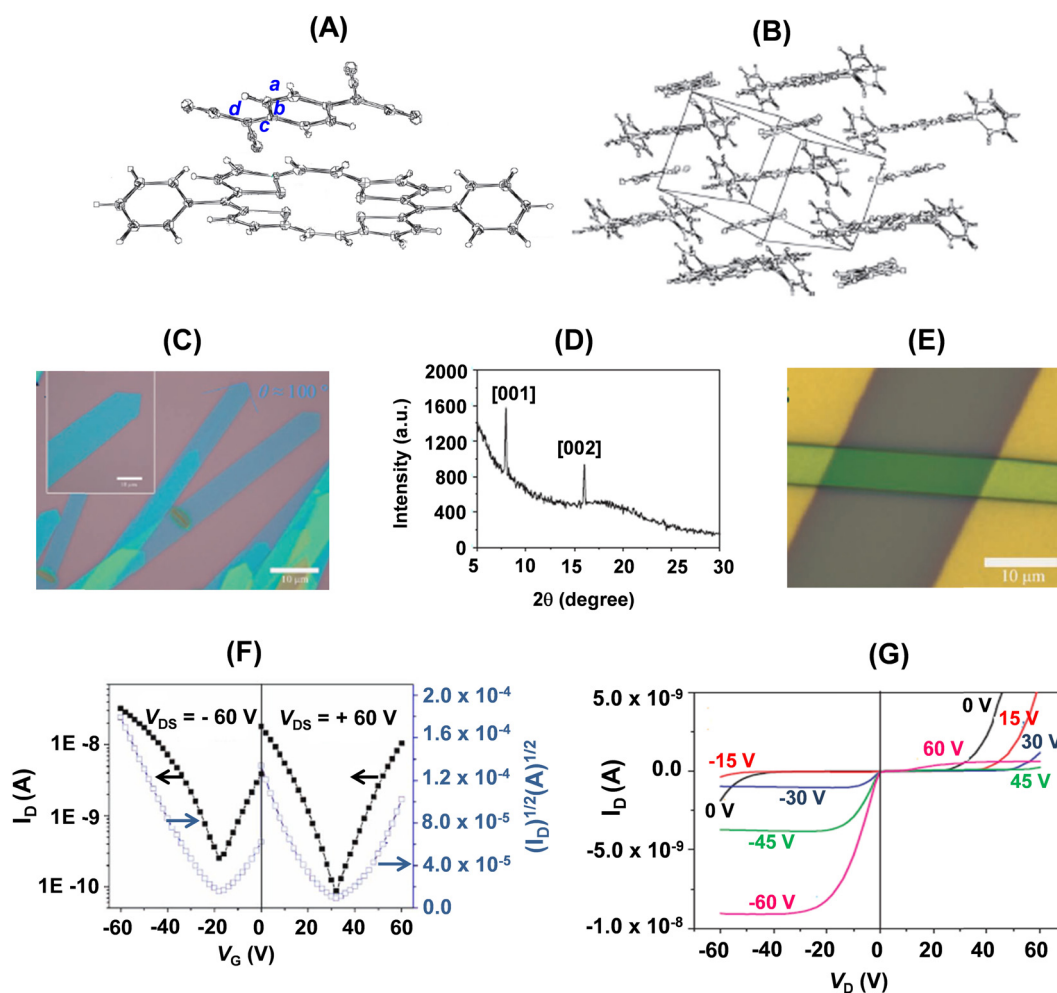 (A)
(B)
a
b
c
d
(C)
(D)
(E)
θ = 100 °
10 μm
10 μm
2000
1600
1200
800
400
0
[001]
[002]
Intensity (a.u.)
5
10
15
20
25
30
2θ (degree)
10 μm
(F)
(G)
V_DS = - 60 V
V_DS = + 60 V
1E -8
1E -9
1E -10
I_D (A)
2.0 x 10^-4
1.6 x 10^-4
1.2 x 10^-4
8.0 x 10^-5
4.0 x 10^-5
0.0
(I_D)^1/2(A)^1/2
-60
-40
-20
0
20
40
60
V_G (V)
5.0 x 10^-9
0.0
-5.0 x 10^-9
-1.0 x 10^-8
I_D (A)
0 V
15 V
30 V
60 V
45 V
-15 V
0 V
-30 V
-45 V
-60 V
-60
-40
-20
0
20
40
60
V_D (V)